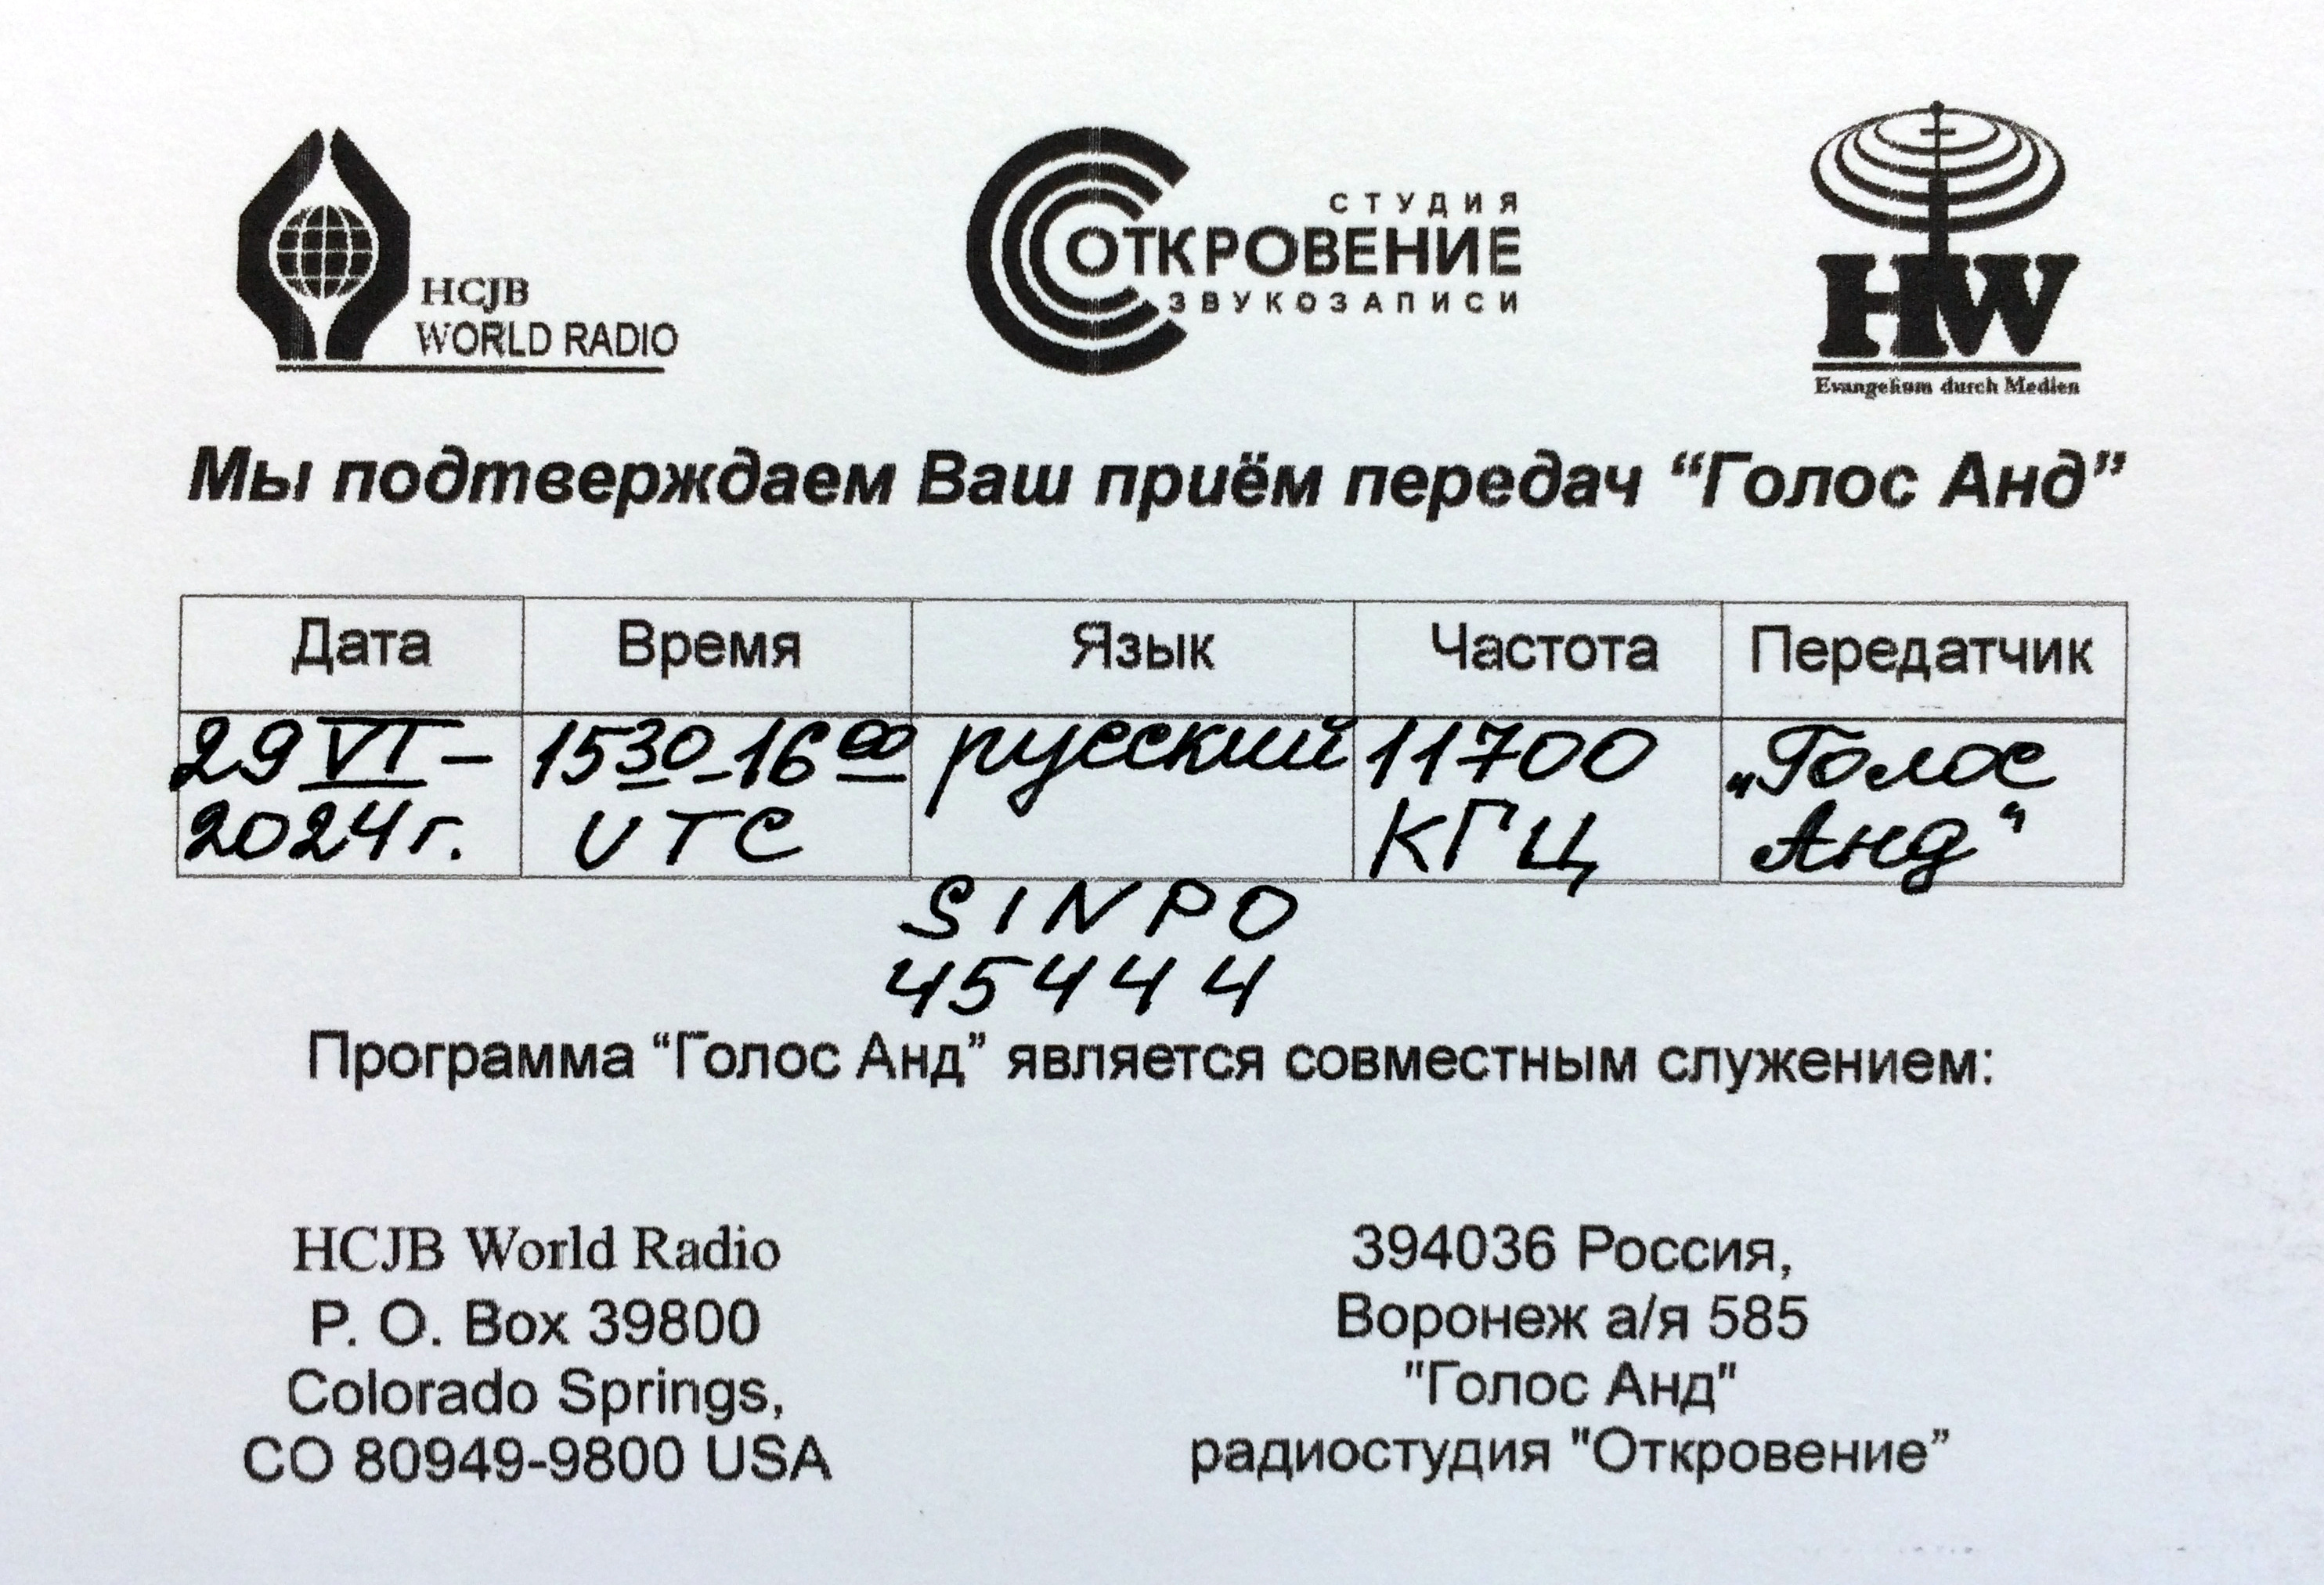 HCJB
WORLD RADIO
СТУДИЯ
ОТКРОВЕНИЕ
ЗВУКОЗАПИСИ
HW
Evangelium durch Medien
Мы подтверждаем Ваш приём передач “Голос Анд”
Дата Время Язык Частота Передатчик
29 VI – 15 30 – 16 00 русский 11700 „Голос
2024 г. UTC КГЦ Анд“
SINPO
45444
Программа “Голос Анд” является совместным служением:
HCJB World Radio
P. O. Box 39800
Colorado Springs,
CO 80949-9800 USA
394036 Россия,
Воронеж а/я 585
"Голос Анд"
радиостудия "Откровение”